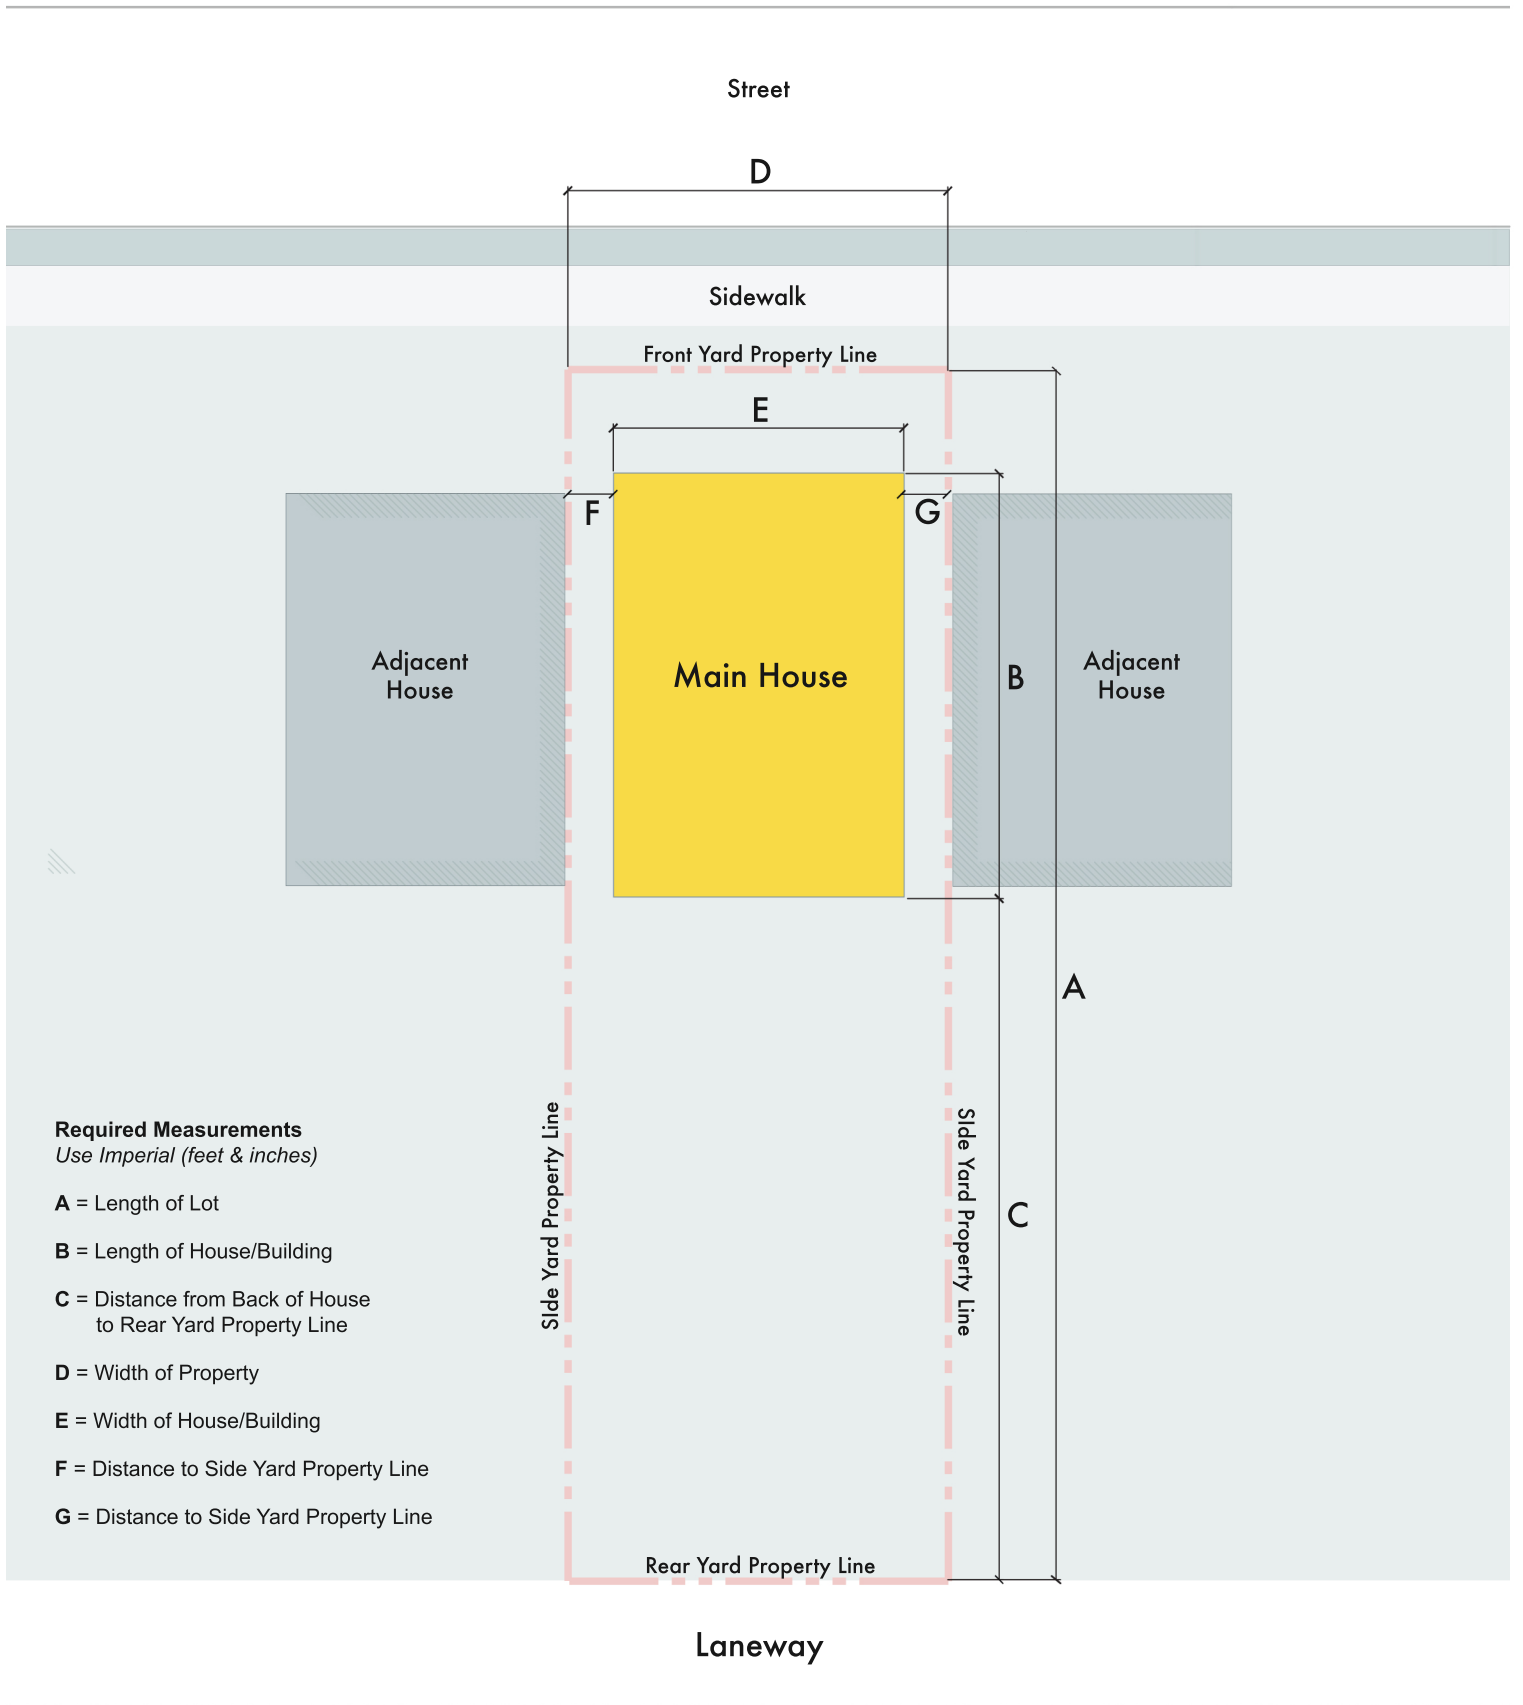 Street
D
Sidewalk
Front Yard Property Line
E
F
G
Adjacent
House
Main House
B
Adjacent
House
A
SIde Yard Property Line
SIde Yard Property Line
C
Required Measurements
Use Imperial (feet & inches)
A = Length of Lot
B = Length of House/Building
C = Distance from Back of House
to Rear Yard Property Line
D = Width of Property
E = Width of House/Building
F = Distance to Side Yard Property Line
G = Distance to Side Yard Property Line
Rear Yard Property Line
Laneway